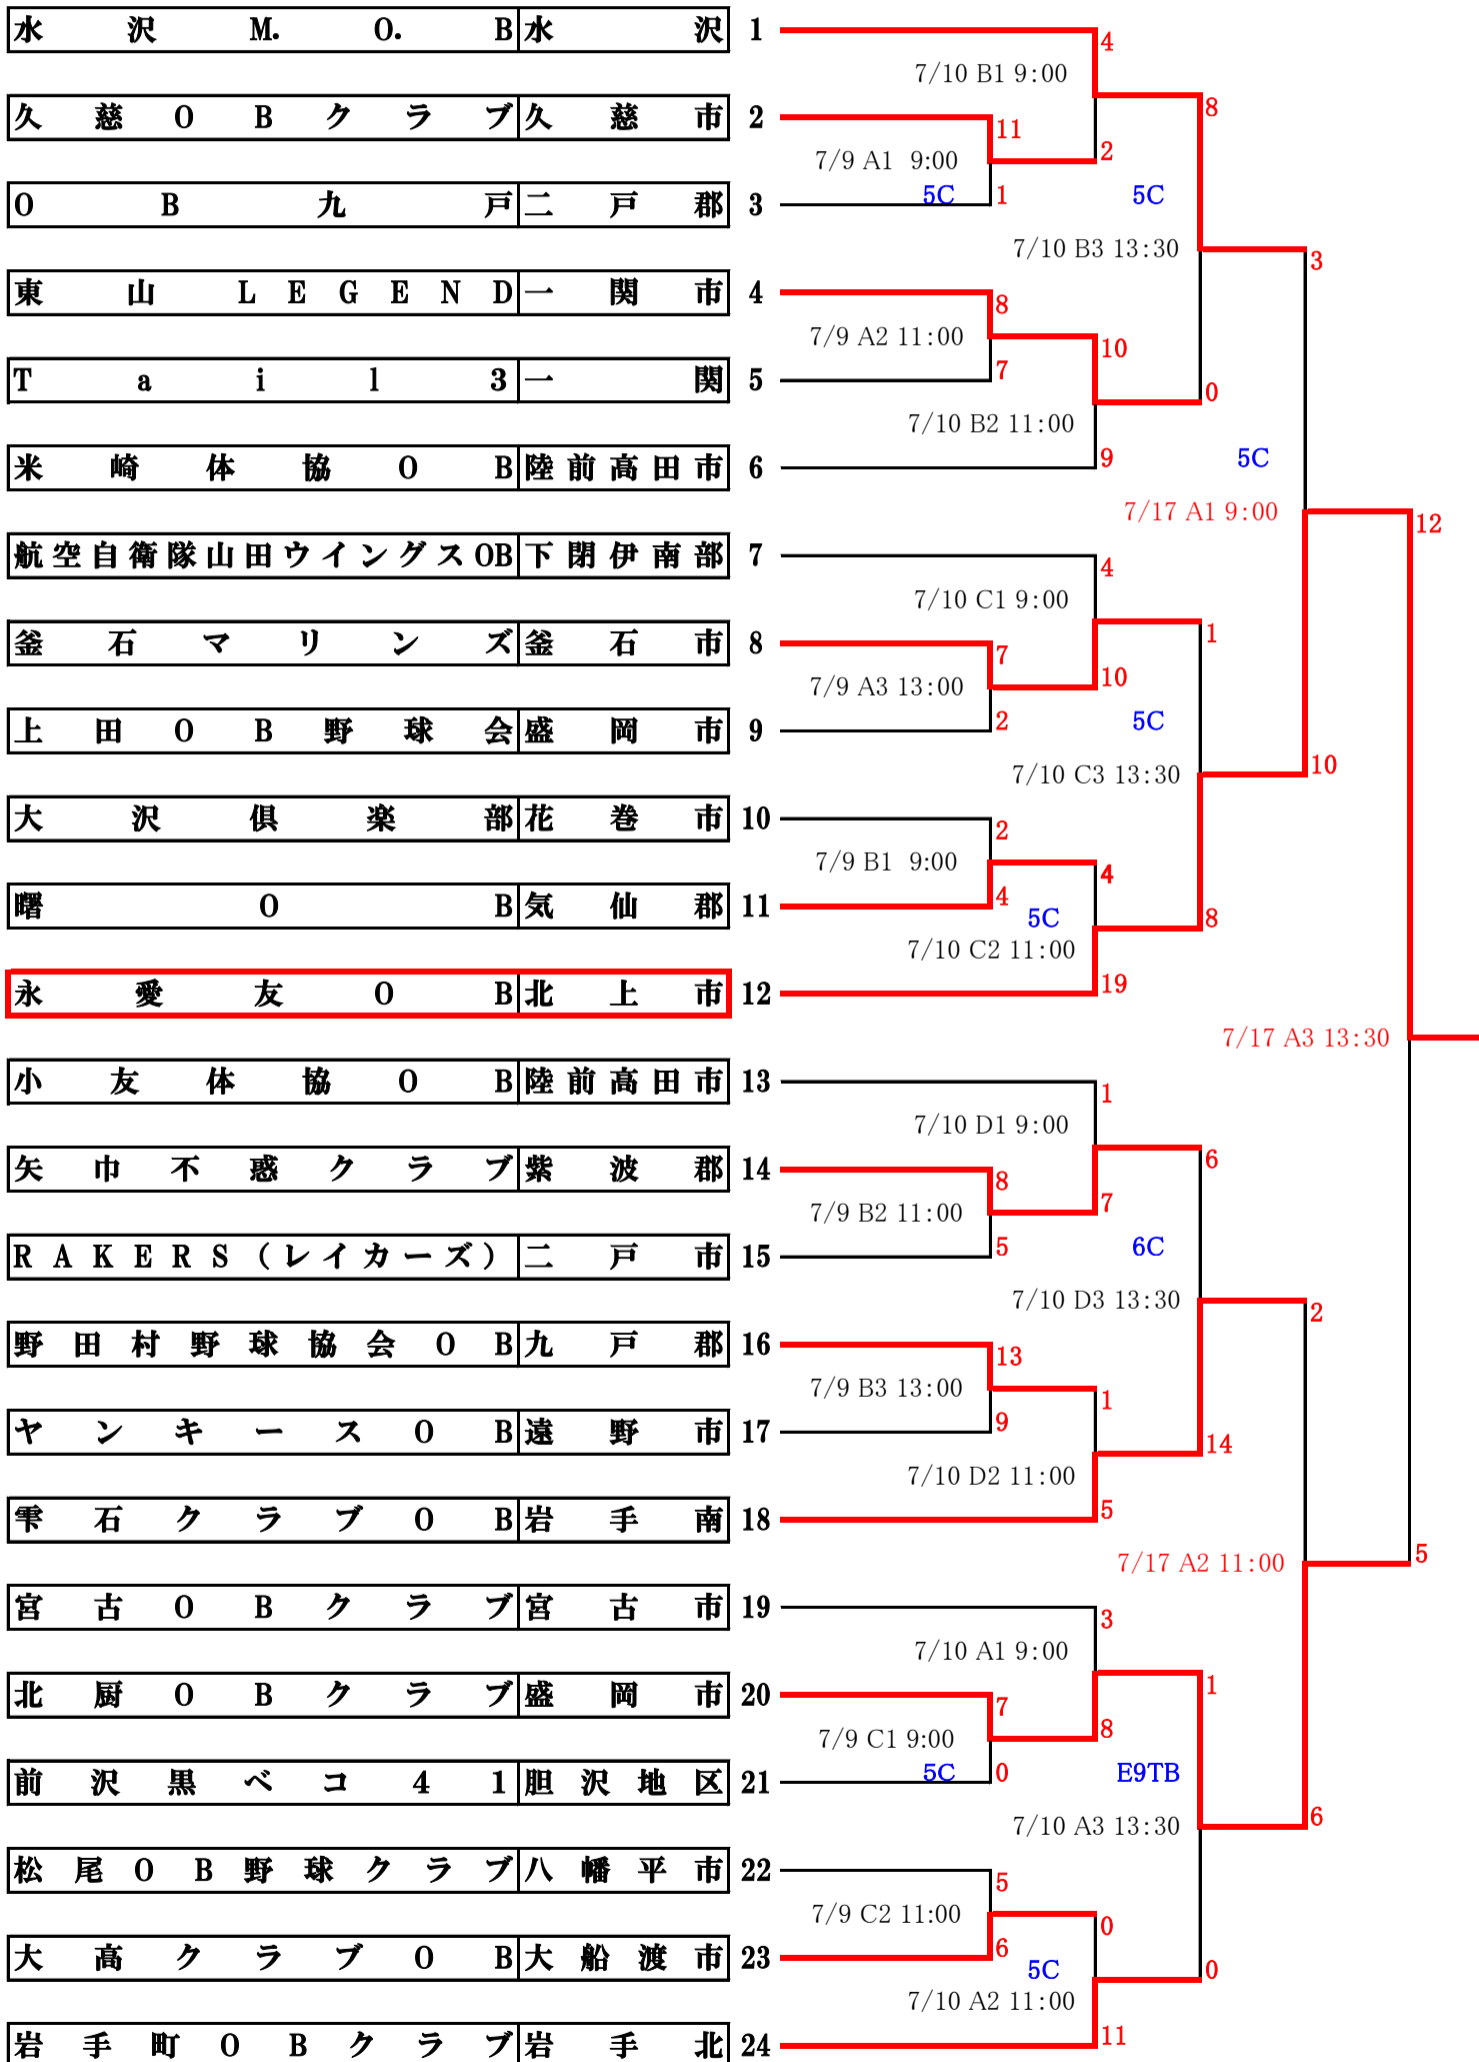 水沢M.O.B 水沢 1
4
7/10 B1 9:00
8
久慈OBクラブ 久慈市 2
11
2
7/9 A1 9:00
5C
1
5C
OB九戸 二戸郡 3
7/10 B3 13:30
3
東山LEGEND 一関市 4
8
7/9 A2 11:00
10
7
Tail3 一関 5
0
7/10 B2 11:00
9
5C
米崎体協OB 陸前高田市 6
7/17 A1 9:00
12
航空自衛隊山田ウイングスOB 下閉伊南部 7
4
7/10 C1 9:00
1
釜石マリンズ 釜石市 8
7
10
7/9 A3 13:00
2
5C
上田OB野球会 盛岡市 9
7/10 C3 13:30
10
大沢倶楽部 花巻市 10
2
7/9 B1 9:00
4
4
曙OB 気仙郡 11
5C
8
7/10 C2 11:00
19
永愛友OB 北上市 12
7/17 A3 13:30
小友体協OB 陸前高田市 13
1
7/10 D1 9:00
6
矢巾不惑クラブ 紫波郡 14
8
7
7/9 B2 11:00
5
6C
RAKERS(レイカーズ) 二戸市 15
7/10 D3 13:30
2
野田村野球協会OB 九戸郡 16
13
7/9 B3 13:00
1
9
ヤンキースOB 遠野市 17
14
7/10 D2 11:00
5
雫石クラブOB 岩手南 18
7/17 A2 11:00
5
宮古OBクラブ 宮古市 19
3
7/10 A1 9:00
1
北厨OBクラブ 盛岡市 20
7
8
7/9 C1 9:00
5C
0
E9TB
前沢黒ベコ41 胆沢地区 21
7/10 A3 13:30
6
松尾OB野球クラブ 八幡平市 22
5
7/9 C2 11:00
0
6
大高クラブOB 大船渡市 23
5C
0
7/10 A2 11:00
11
岩手町OBクラブ 岩手北 24